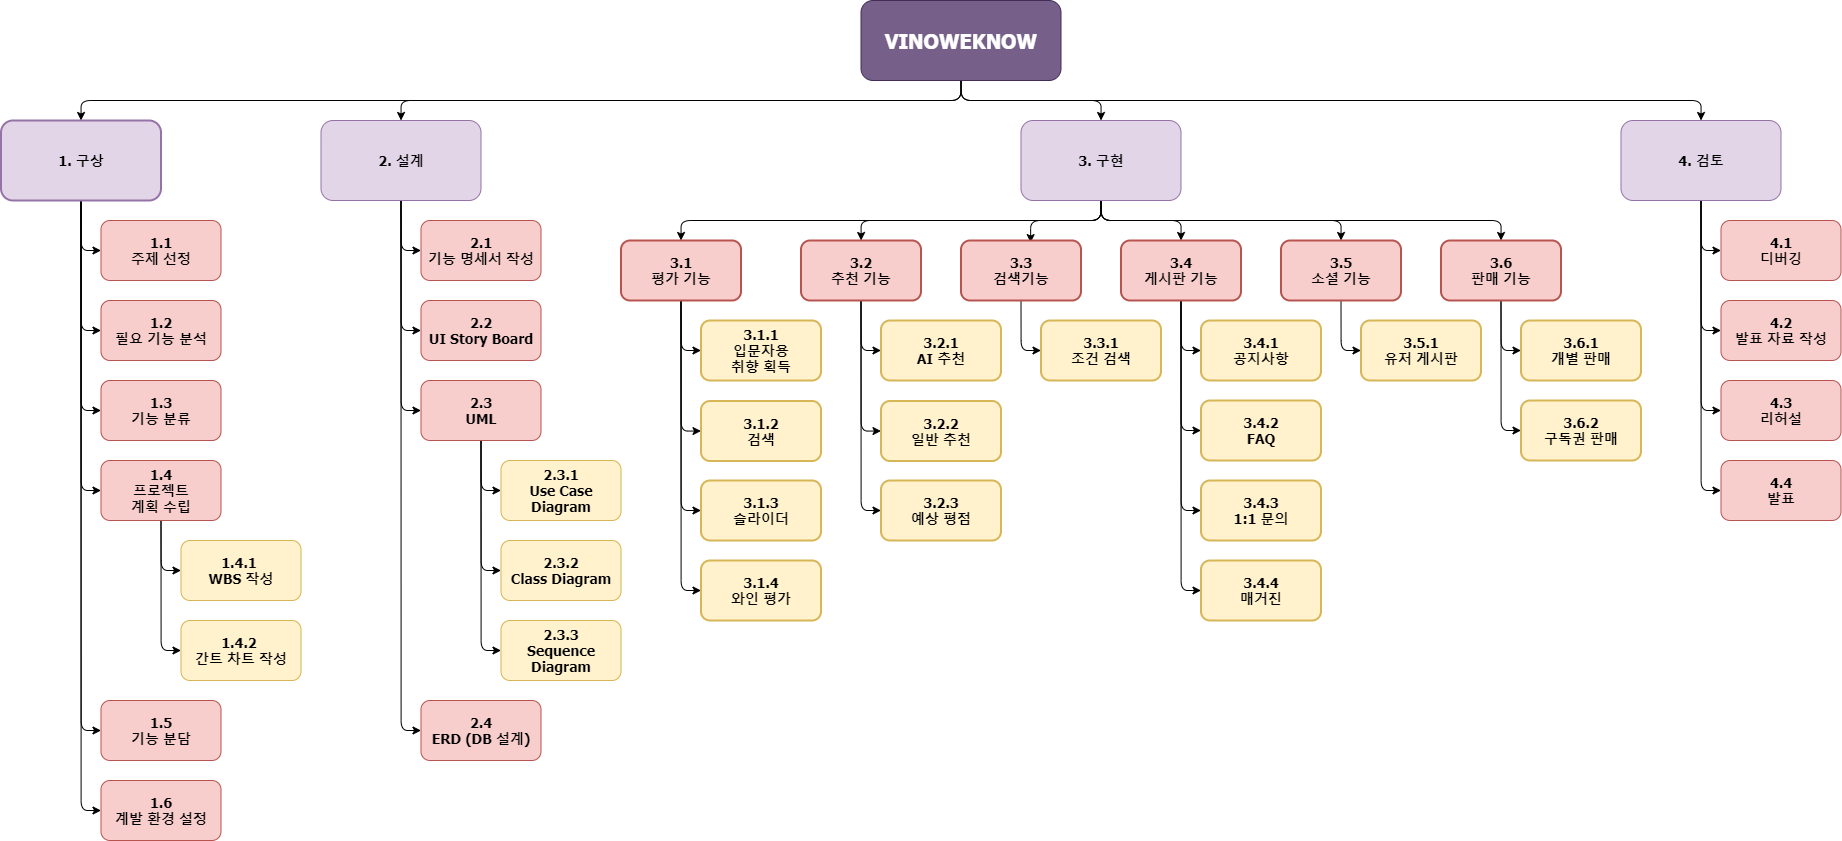 VINOWEKNOW
1. 구상
2. 설계
3. 구현
4. 검토
1.1
주제 선정
1.2
필요 기능 분석
1.3
기능 분류
1.4
프로젝트
계획 수립
1.4.1
WBS 작성
1.4.2
간트 차트 작성
1.5
기능 분담
1.6
계발 환경 설정
2.1
기능 명세서 작성
2.2
UI Story Board
2.3
UML
2.3.1
Use Case
Diagram
2.3.2
Class Diagram
2.3.3
Sequence
Diagram
2.4
ERD (DB 설계)
3.1
평가 기능
3.1.1
입문자용
취향 획득
3.1.2
검색
3.1.3
슬라이더
3.1.4
와인 평가
3.2
추천 기능
3.2.1
AI 추천
3.2.2
일반 추천
3.2.3
예상 평점
3.3
검색기능
3.3.1
조건 검색
3.4
게시판 기능
3.4.1
공지사항
3.4.2
FAQ
3.4.3
1:1 문의
3.4.4
매거진
3.5
소셜 기능
3.5.1
유저 게시판
3.6
판매 기능
3.6.1
개별 판매
3.6.2
구독권 판매
4.1
디버깅
4.2
발표 자료 작성
4.3
리허설
4.4
발표